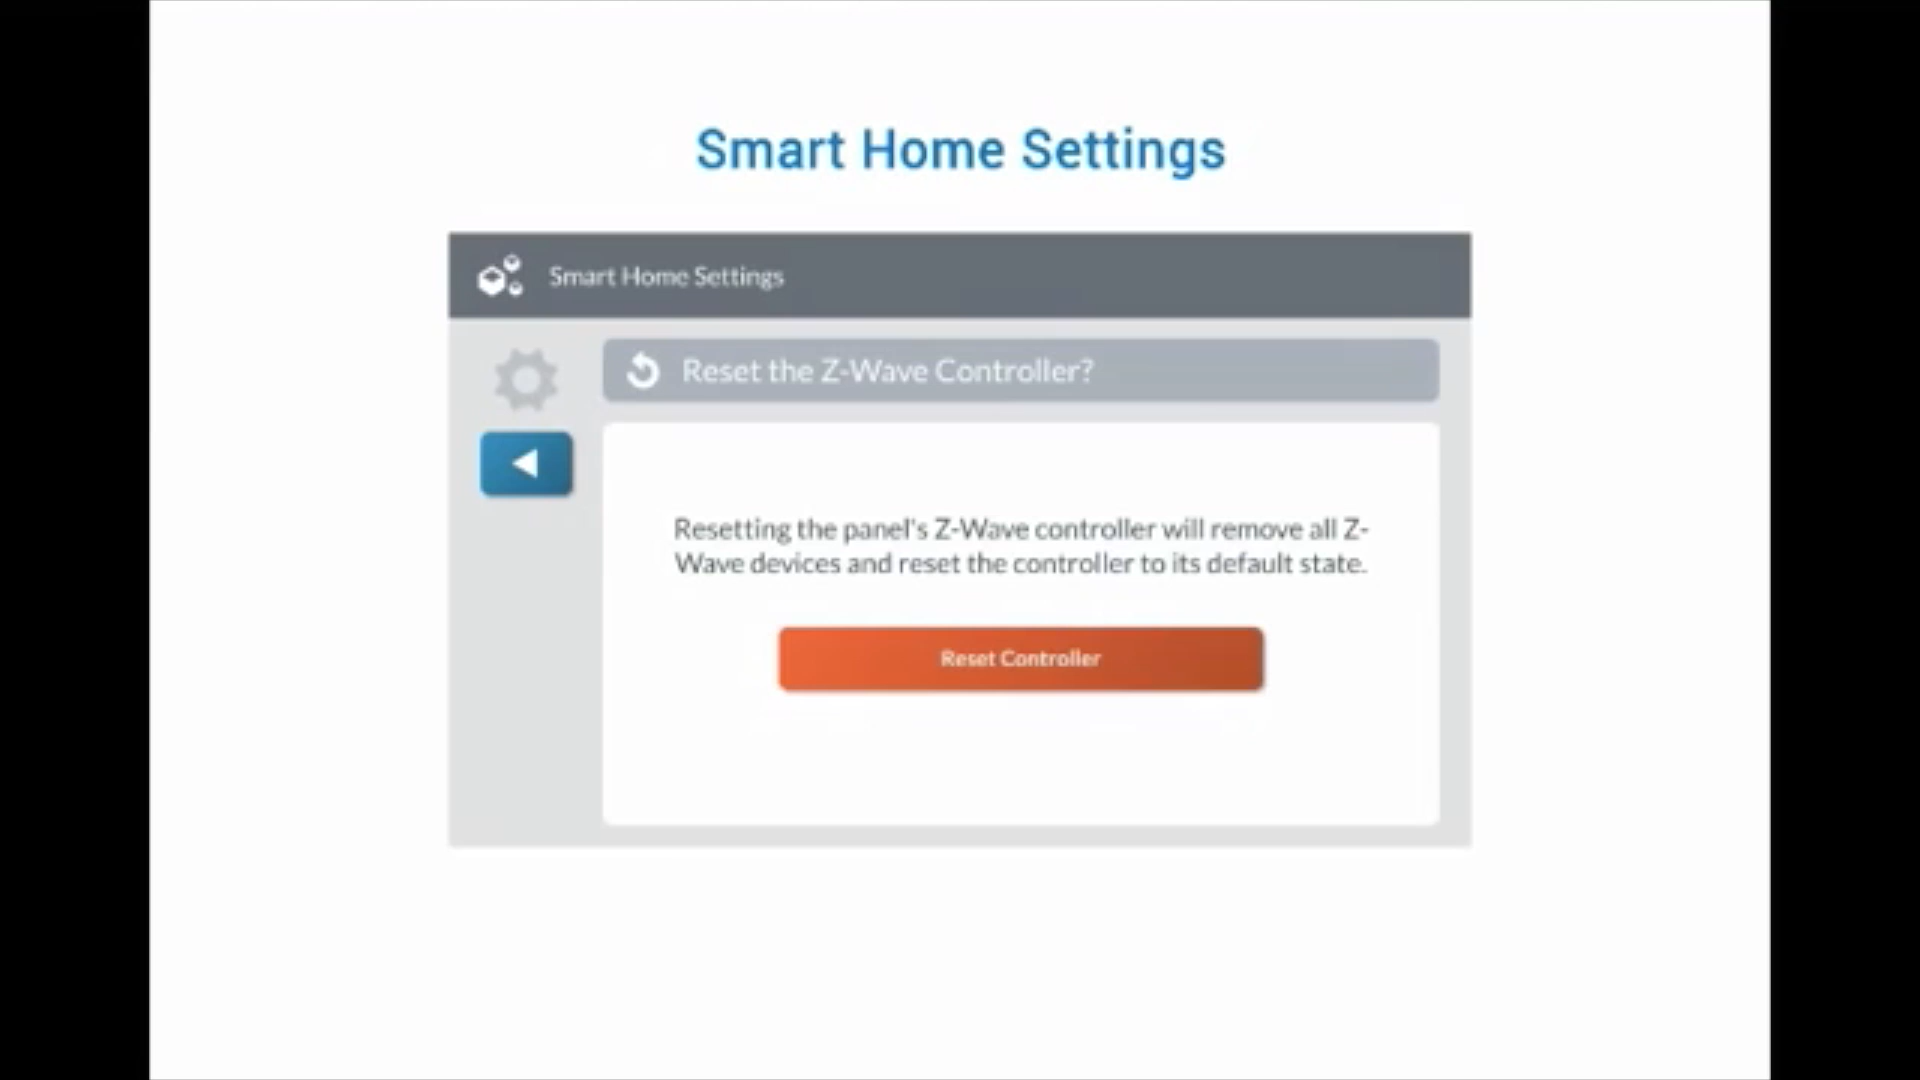 Smart Home Settings
Smart Home Settings
Reset the Z-Wave Controller?
Resetting the panel's Z-Wave controller will remove all Z-
Wave devices and reset the controller to its default state.
Reset Controller